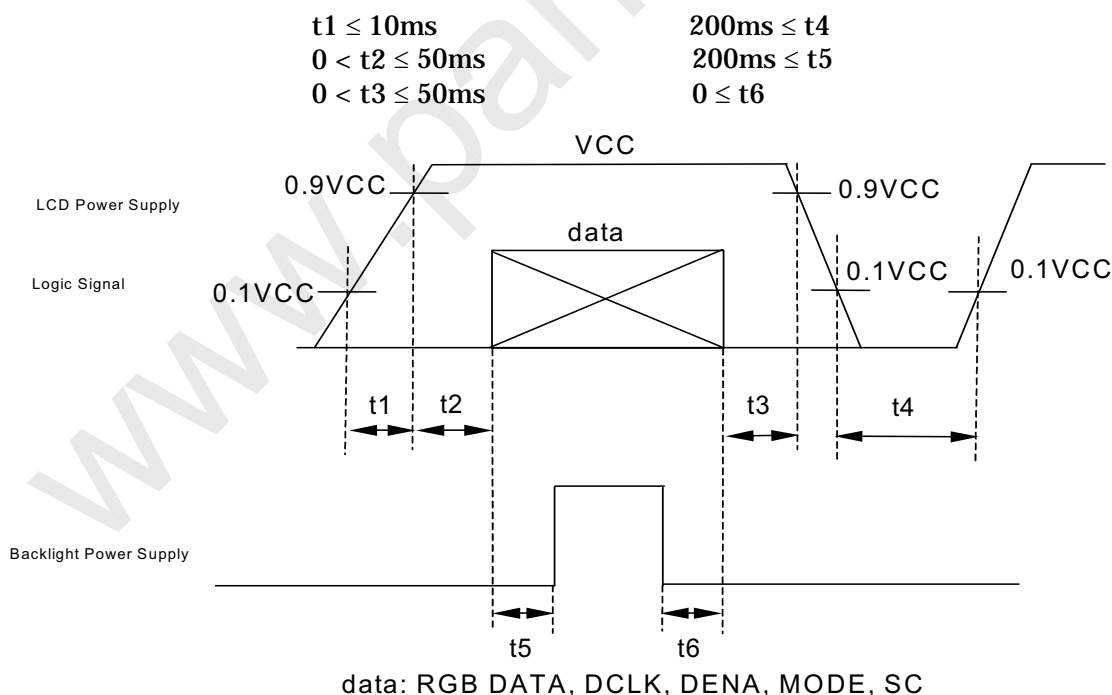 t1 ≤ 10ms 200ms ≤ t4
0 < t2 ≤ 50ms 200ms ≤ t5
0 < t3 ≤ 50ms 0 ≤ t6
VCC
0.9VCC 0.9VCC
LCD Power Supply
data
Logic Signal
0.1VCC 0.1VCC 0.1VCC
t1 t2 t3 t4
Backlight Power Supply
t5 t6
data: RGB DATA, DCLK, DENA, MODE, SC
www.pan